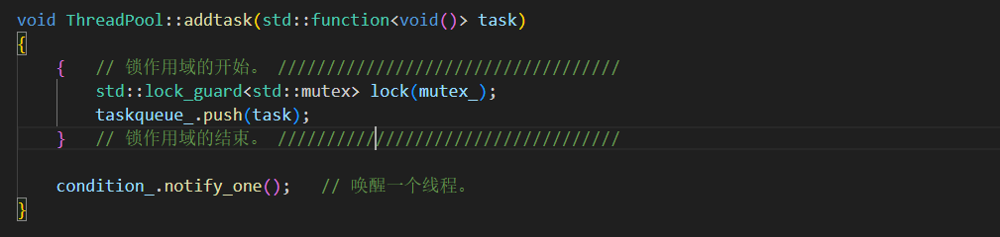 void ThreadPool::addtask(std::function<void()> task)
{
    {   // 锁作用域的开始。 ///////////////////////////////////
        std::lock_guard<std::mutex> lock(mutex_);
        taskqueue_.push(task);
    }   // 锁作用域的结束。 ///////////////////////////////////

    condition_.notify_one();   // 唤醒一个线程。
}